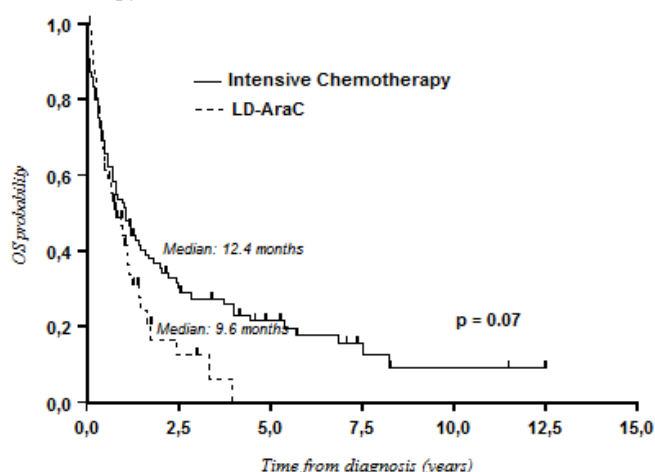 1,0
Intensive Chemotherapy
LD-AraC
0,8
0,6
OS probability
Median: 12.4 months
0,4
p = 0.07
Median: 9.6 months
0,2
0,0
0,0 2,5 5,0 7,5 10,0 12,5 15,0
Time from diagnosis (years)